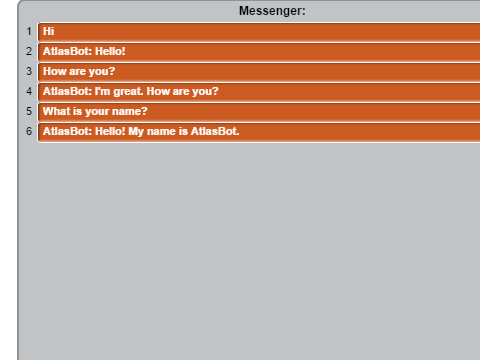 Messenger:
1 Hi
2 AtlasBot: Hello!
3 How are you?
4 AtlasBot: I'm great. How are you?
5 What is your name?
6 AtlasBot: Hello! My name is AtlasBot.